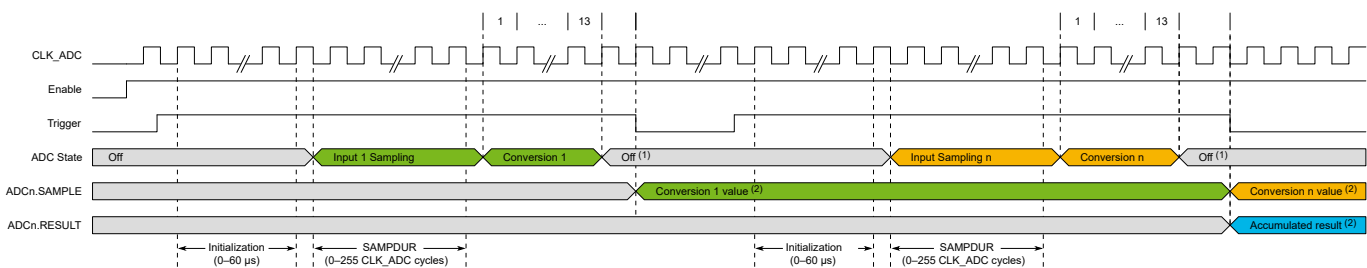 1 ... 13 1 ... 13
CLK_ADC
Enable
Trigger
ADC State Off Input 1 Sampling Conversion 1 Off (1) Input Sampling n Conversion n Off (1)
ADCn.SAMPLE Conversion 1 value (2) Conversion n value (2)
ADCn.RESULT Accumulated result (2)
Initialization SAMPDUR Initialization SAMPDUR
(0–60 µs) (0–255 CLK_ADC cycles) (0–60 µs) (0–255 CLK_ADC cycles)